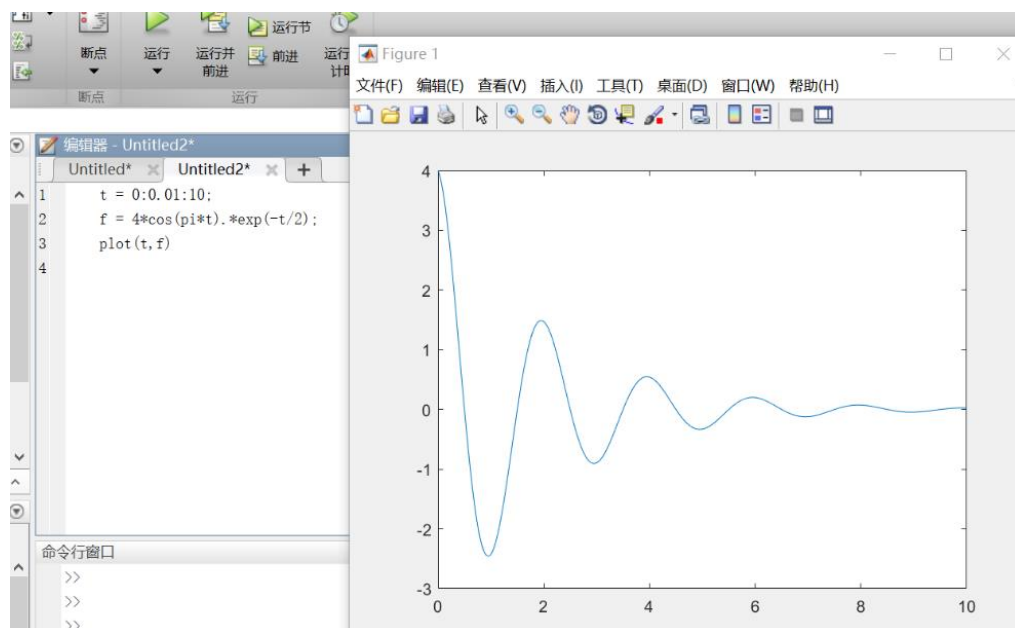 运行节
断点
运行
运行并
前进
前进
运行
计时
断点
运行
编辑器 - Untitled2*
Untitled*
Untitled2*
+
1 t = 0:0.01:10;
2 f = 4*cos(pi*t).*exp(-t/2);
3 plot(t,f)
4
命令行窗口
>>
>>
>>
Figure 1
文件(F) 编辑(E) 查看(V) 插入(I) 工具(T) 桌面(D) 窗口(W) 帮助(H)
4
3
2
1
0
-1
-2
-3
0 2 4 6 8 10